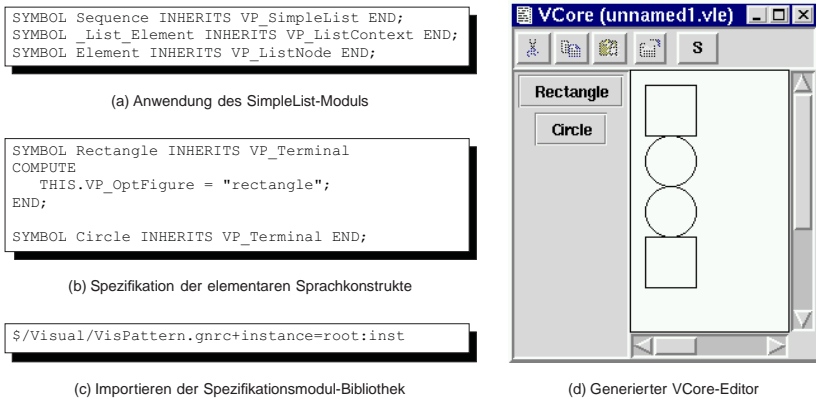 SYMBOL Sequence INHERITS VP_SimpleList END;
SYMBOL _List_Element INHERITS VP_ListContext END;
SYMBOL Element INHERITS VP_ListNode END;
(a) Anwendung des SimpleList-Moduls
SYMBOL Rectangle INHERITS VP_Terminal
COMPUTE
THIS.VP_OptFigure = "rectangle";
END;
SYMBOL Circle INHERITS VP_Terminal END;
(b) Spezifikation der elementaren Sprachkonstrukte
$/Visual/VisPattern.gnrc+instance=root:inst
(c) Importieren der Spezifikationsmodul-Bibliothek
VCore (unnamed1.vle)
S
Rectangle
Circle
(d) Generierter VCore-Editor